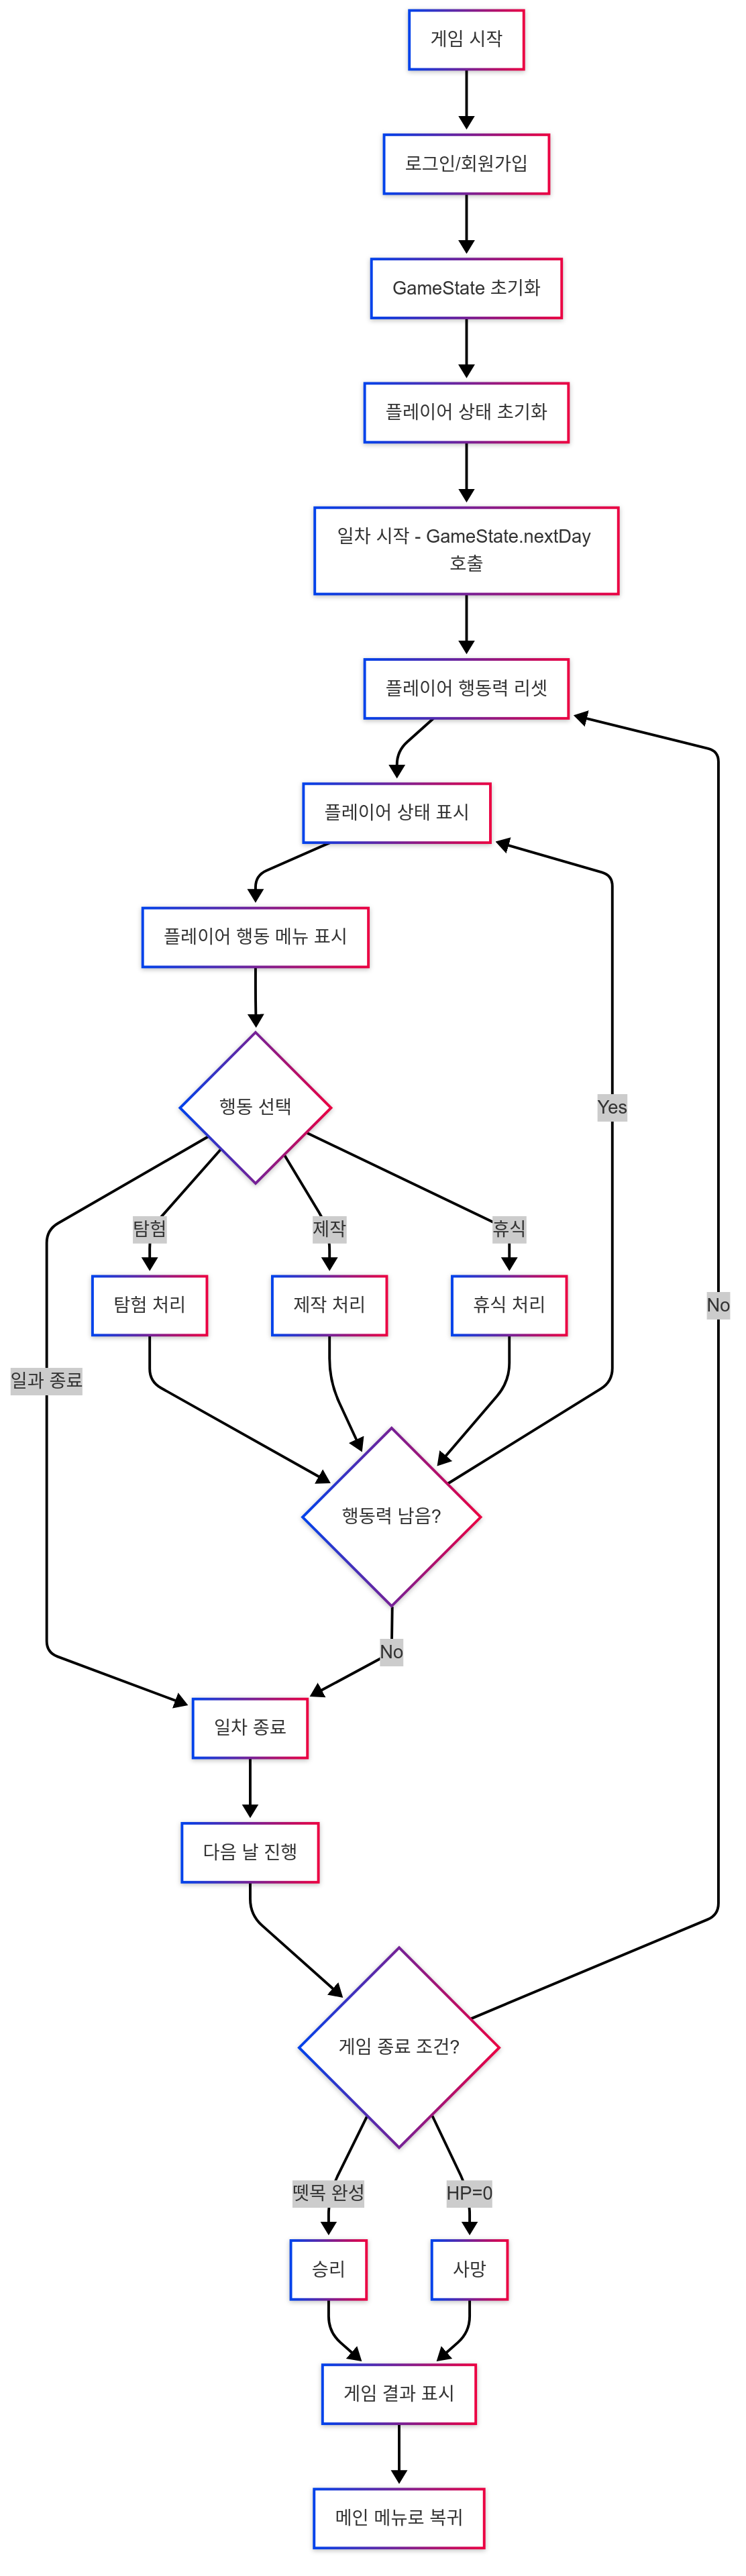 게임 시작
로그인/회원가입
GameState 초기화
플레이어 상태 초기화
일차 시작 - GameState.nextDay
호출
플레이어 행동력 리셋
플레이어 상태 표시
플레이어 행동 메뉴 표시
행동 선택
Yes
탐험
제작
휴식
탐험 처리
제작 처리
휴식 처리
No
일과 종료
행동력 남음?
No
일차 종료
다음 날 진행
게임 종료 조건?
뗏목 완성
HP=0
승리
사망
게임 결과 표시
메인 메뉴로 복귀